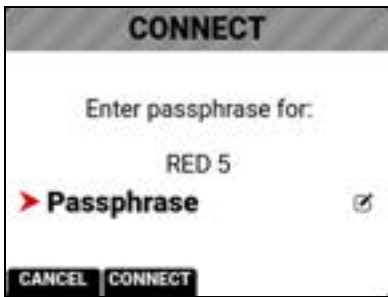 CONNECT
Enter passphrase for:
RED 5
Passphrase
CANCEL CONNECT